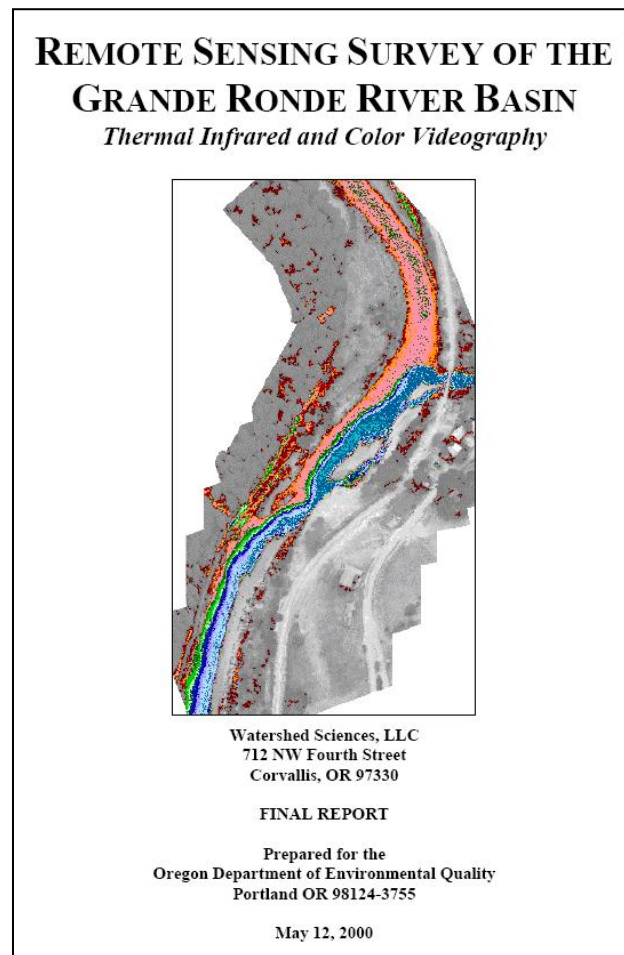 REMOTE SENSING SURVEY OF THE
GRANDE RONDE RIVER BASIN
Thermal Infrared and Color Videography
Watershed Sciences, LLC
712 NW Fourth Street
Corvallis, OR 97330
FINAL REPORT
Prepared for the
Oregon Department of Environmental Quality
Portland OR 98124-3755
May 12, 2000